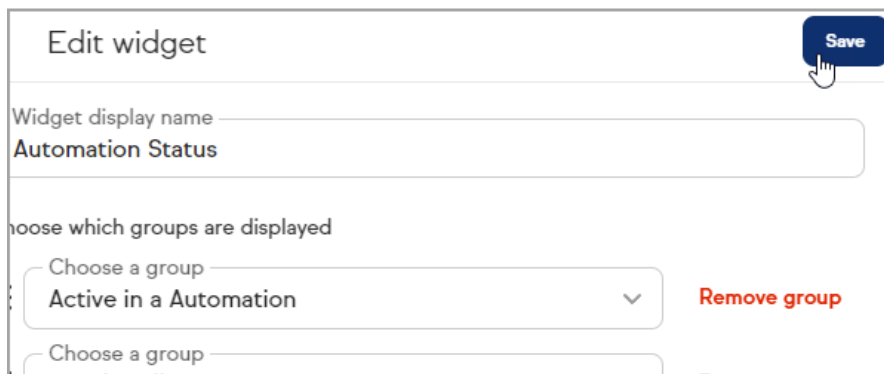 Edit widget
Save
Widget display name
Automation Status
hoose which groups are displayed
Choose a group
Active in a Automation
Remove group
Choose a group